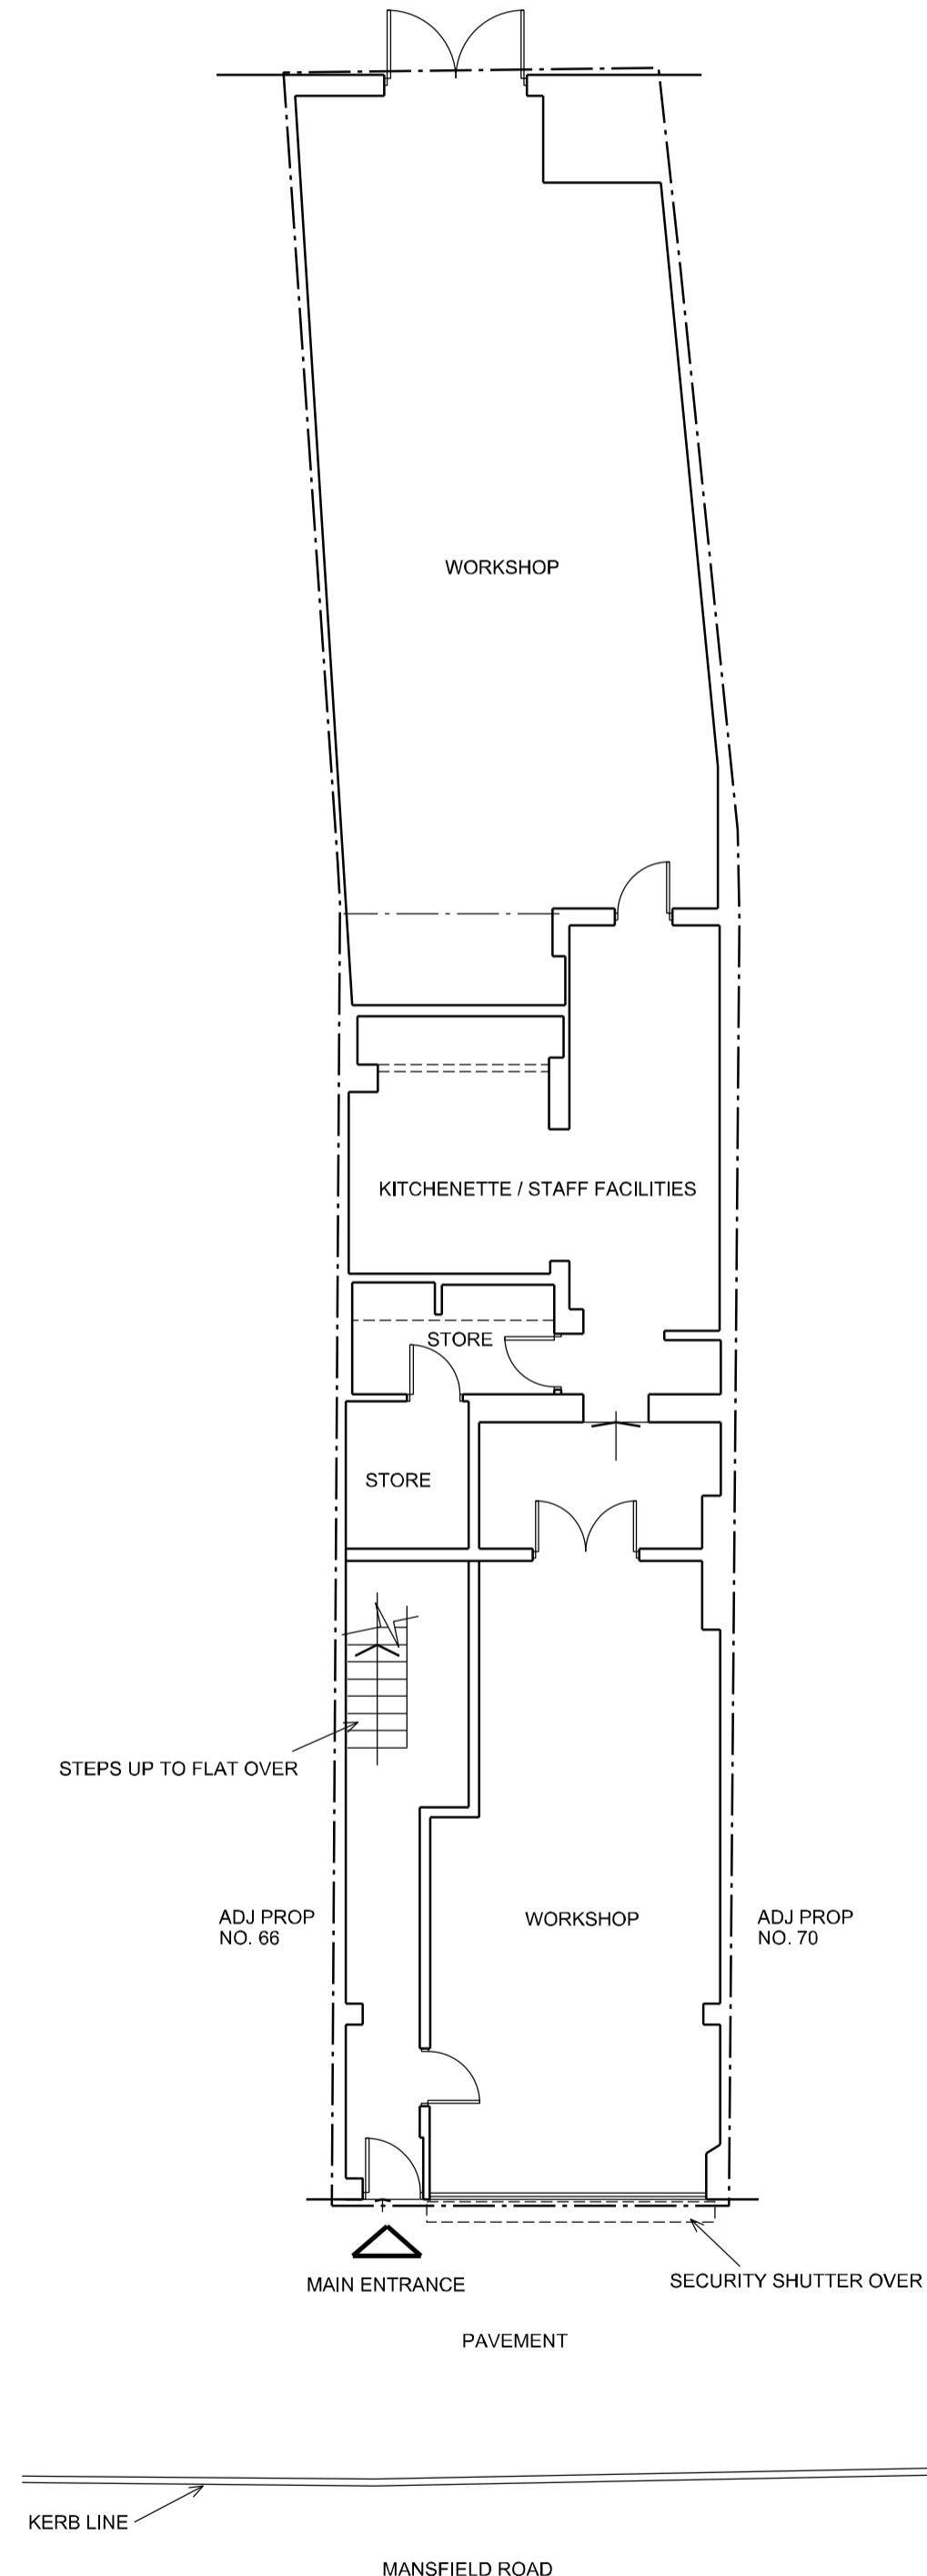 WORKSHOP
KITCHENETTE / STAFF FACILITIES
STORE
STORE
STEPS UP TO FLAT OVER
ADJ PROP
NO. 66
WORKSHOP
ADJ PROP
NO. 70
MAIN ENTRANCE
SECURITY SHUTTER OVER
PAVEMENT
KERB LINE
MANSFIELD ROAD